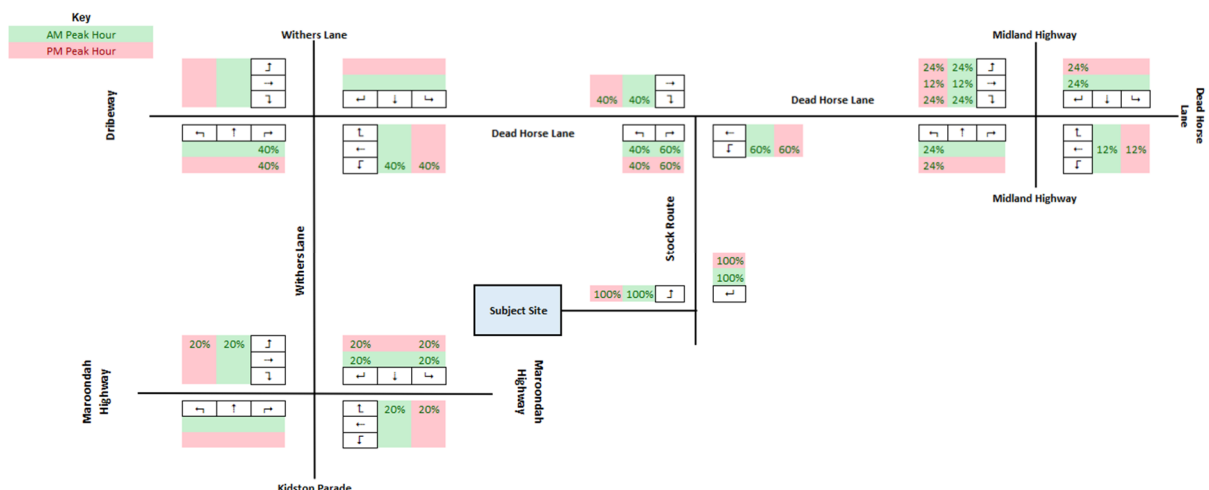 Key
AM Peak Hour
PM Peak Hour
Withers Lane
Midland Highway
24% 24%
12% 12%
24% 24%
24%
24%
40% 40%
Dribeway
Dead Horse Lane
Dead Horse Lane
Dead Horse Lane
40%
40%
40% 40%
40% 60%
40% 60%
60% 60%
24%
24%
12% 12%
Midland Highway
Withers Lane
Stock Route
100%
100%
100% 100%
Subject Site
20% 20%
20% 20%
20% 20%
Maroondah Highway
Maroondah Highway
20% 20%
Kidston Parade